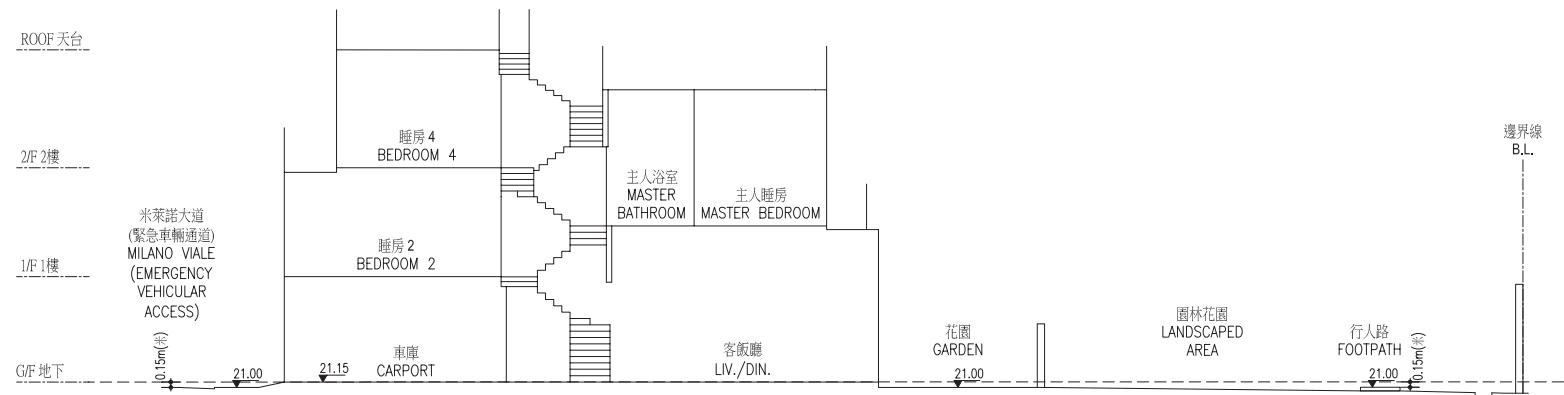 ROOF 天台
2/F 2樓
1/F 1樓
G/F 地下
米萊諾大道
(緊急車輛通道)
MILANO VIALE
(EMERGENCY
VEHICULAR
ACCESS)
0.15m(米)
21.00
21.15
睡房 4
BEDROOM 4
睡房 2
BEDROOM 2
車庫
CARPORT
主人浴室
MASTER
BATHROOM
主人睡房
MASTER BEDROOM
客飯廳
LIV./DIN.
花園
GARDEN
21.00
園林花園
LANDSCAPED
AREA
行人路
FOOTPATH
21.00
0.15m(米)
邊界線
B.L.